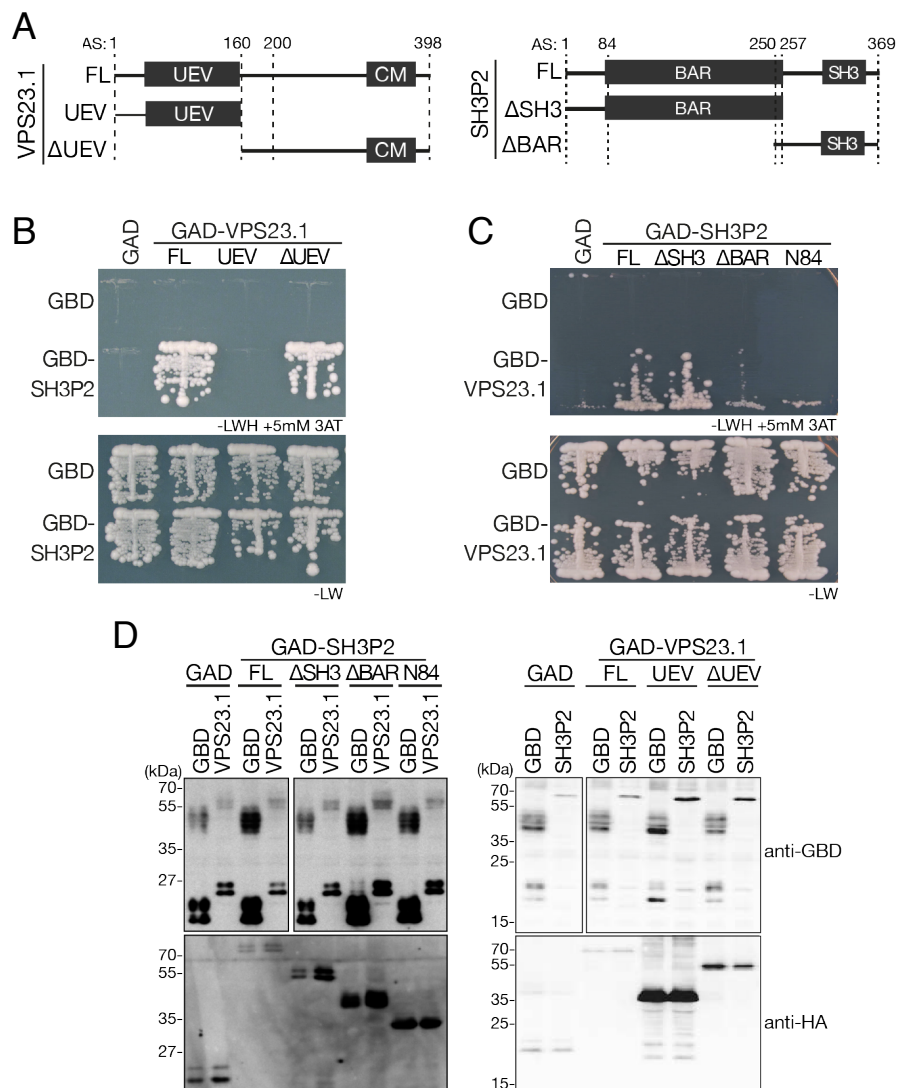 A
AS: 1 160 200 398
VPS23.1
FL UEV CM
UEV UEV
ΔUEV CM
AS: 1 84 250 257 369
SH3P2
FL BAR SH3
ΔSH3 BAR
ΔBAR SH3
B
GAD
GAD-VPS23.1
FL UEV ΔUEV
GBD
GBD-
SH3P2
-LWH +5mM 3AT
GBD
GBD-
SH3P2
-LW
C
GAD
GAD-SH3P2
FL ΔSH3 ΔBAR N84
GBD
GBD-
VPS23.1
-LWH +5mM 3AT
GBD
GBD-
VPS23.1
-LW
D
GAD-SH3P2
GAD FL ΔSH3 ΔBAR N84
GBD VPS23.1 GBD VPS23.1 GBD VPS23.1 GBD VPS23.1 GBD VPS23.1
(kDa)
70-
55-
35-
27-
70-
55-
35-
27-
GAD-VPS23.1
GAD FL UEV ΔUEV
GBD SH3P2 GBD SH3P2 GBD SH3P2 GBD SH3P2
(kDa)
70-
55-
35-
25-
15-
anti-GBD
70-
55-
35-
25-
15-
anti-HA